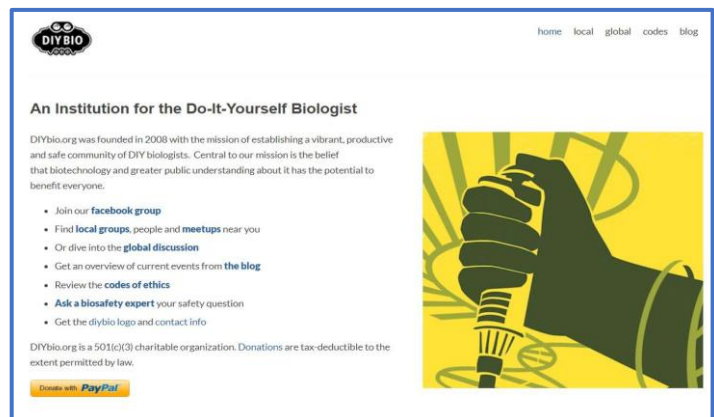 DIYBIO
home local global codes blog
An Institution for the Do-It-Yourself Biologist
DIYbio.org was founded in 2008 with the mission of establishing a vibrant, productive
and safe community of DIY biologists. Central to our mission is the belief
that biotechnology and greater public understanding about it has the potential to
benefit everyone.
• Join our facebook group
• Find local groups, people and meetups near you
• Or dive into the global discussion
• Get an overview of current events from the blog
• Review the codes of ethics
• Ask a biosafety expert your safety question
• Get the diybio logo and contact info
DIYbio.org is a 501(c)(3) charitable organization. Donations are tax-deductible to the
extent permitted by law.
Donate with PayPal